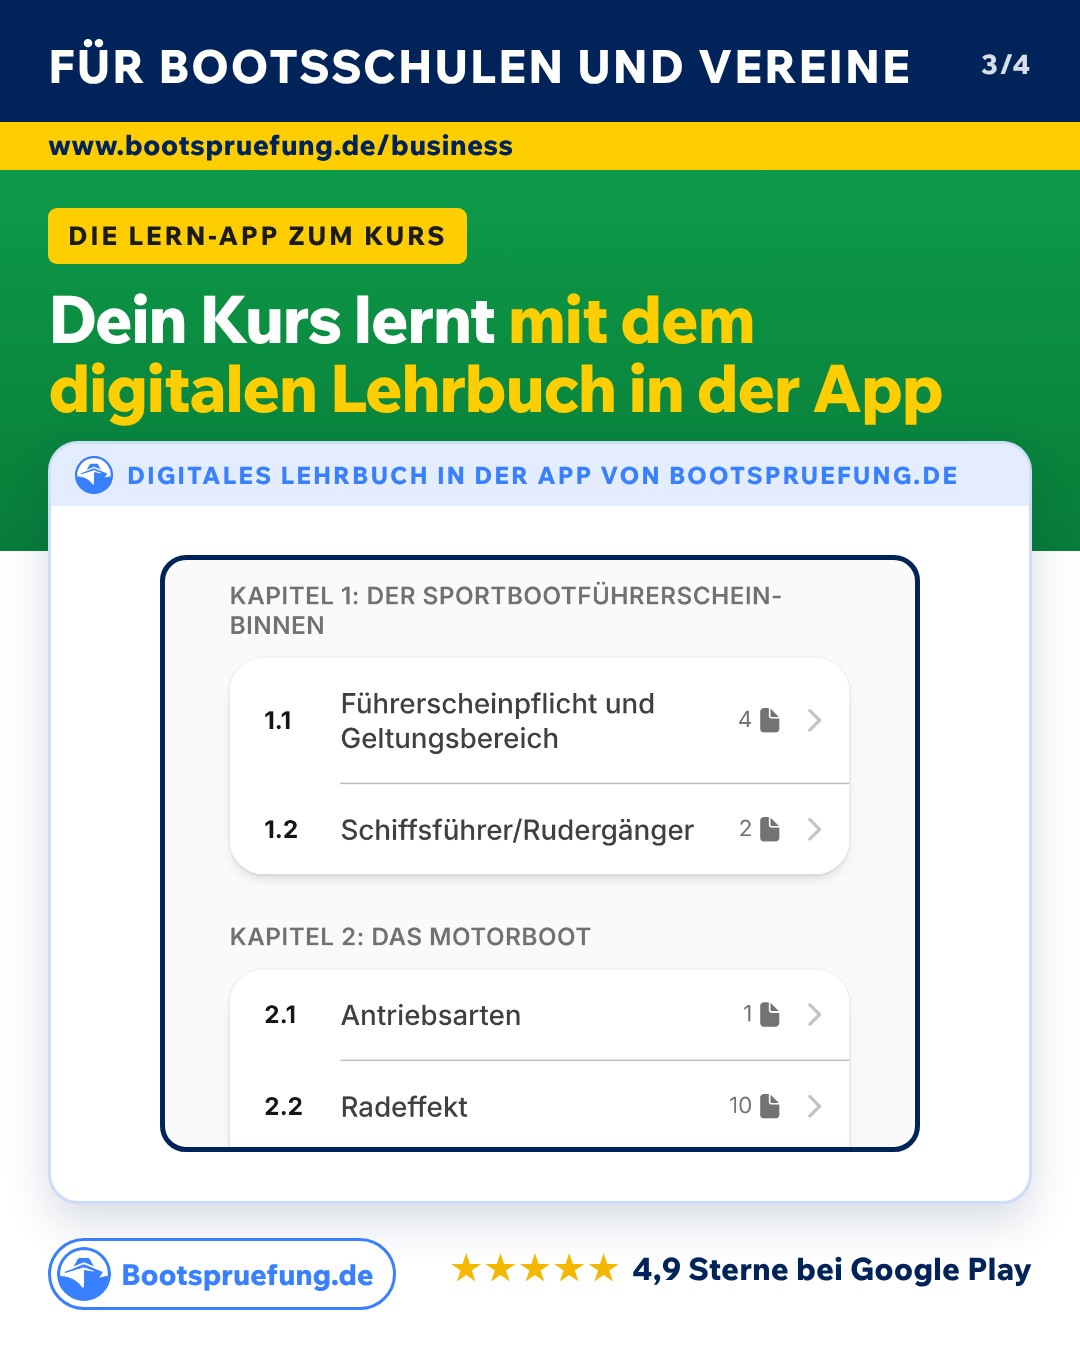 FÜR BOOTSSCHULEN UND VEREINE
3/4
www.bootspruefung.de/business
DIE LERN-APP ZUM KURS
Dein Kurs lernt mit dem
digitalen Lehrbuch in der App
DIGITALES LEHRBUCH IN DER APP VON BOOTSPRUEFUNG.DE
KAPITEL 1: DER SPORTBOOTFÜHRERSCHEIN-
BINNEN
1.1 Führerscheinpflicht und
Geltungsbereich 4
1.2 Schiffsführer/Rudergänger 2
KAPITEL 2: DAS MOTORBOOT
2.1 Antriebsarten 1
2.2 Radeffekt 10
Bootspruefung.de
★★★★★ 4,9 Sterne bei Google Play